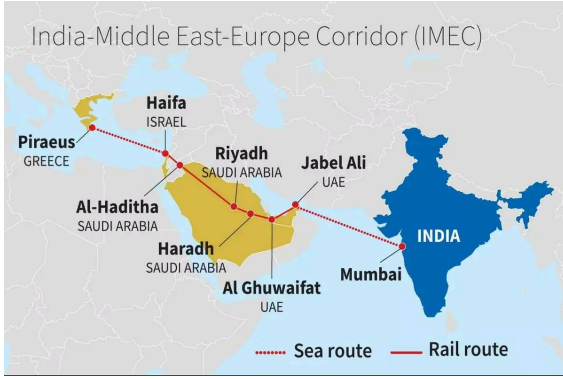 India-Middle East-Europe Corridor (IMEC)
Haifa
ISRAEL
Piraeus
GREECE
Riyadh
SAUDI ARABIA
Jabel Ali
UAE
Al-Haditha
SAUDI ARABIA
Haradh
SAUDI ARABIA
Al Ghuwaifat
UAE
INDIA
Mumbai
Sea route
Rail route